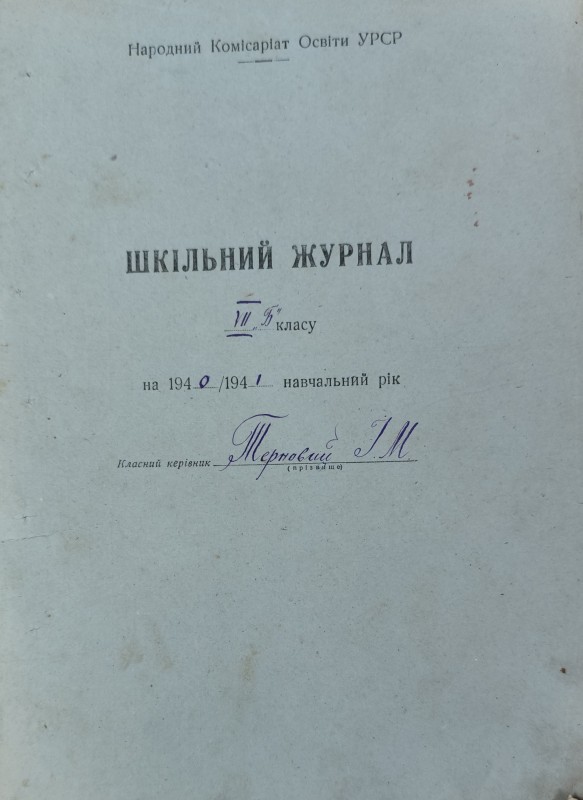 Народний Комісаріат Освіти УРСР
ШКІЛЬНИЙ ЖУРНАЛ
VII „Б" класу
на 1940/1941 навчальний рік
Класний керівник Терновий І. М.
(прізвище)